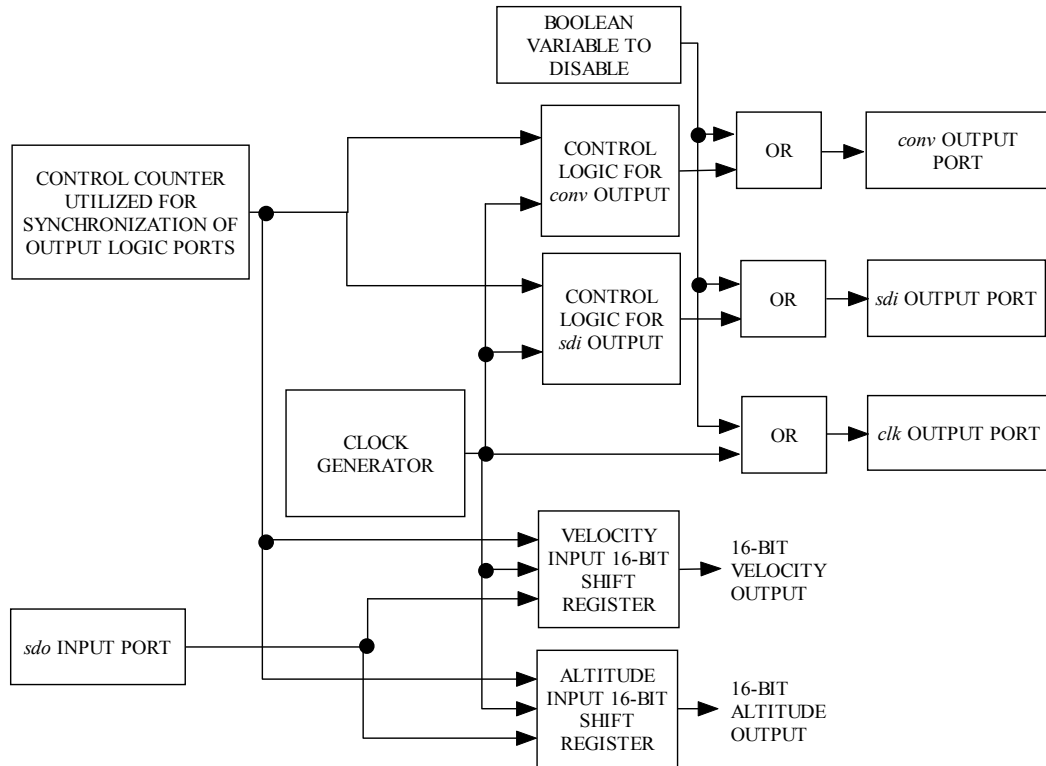 BOOLEAN
VARIABLE TO
DISABLE
CONTROL COUNTER
UTILIZED FOR
SYNCHRONIZATION OF
OUTPUT LOGIC PORTS
CONTROL
LOGIC FOR
conv OUTPUT
OR
conv OUTPUT
PORT
CONTROL
LOGIC FOR
sdi OUTPUT
OR
sdi OUTPUT PORT
CLOCK
GENERATOR
OR
clk OUTPUT PORT
VELOCITY
INPUT 16-BIT
SHIFT
REGISTER
16-BIT
VELOCITY
OUTPUT
sdo INPUT PORT
ALTITUDE
INPUT 16-BIT
SHIFT
REGISTER
16-BIT
ALTITUDE
OUTPUT